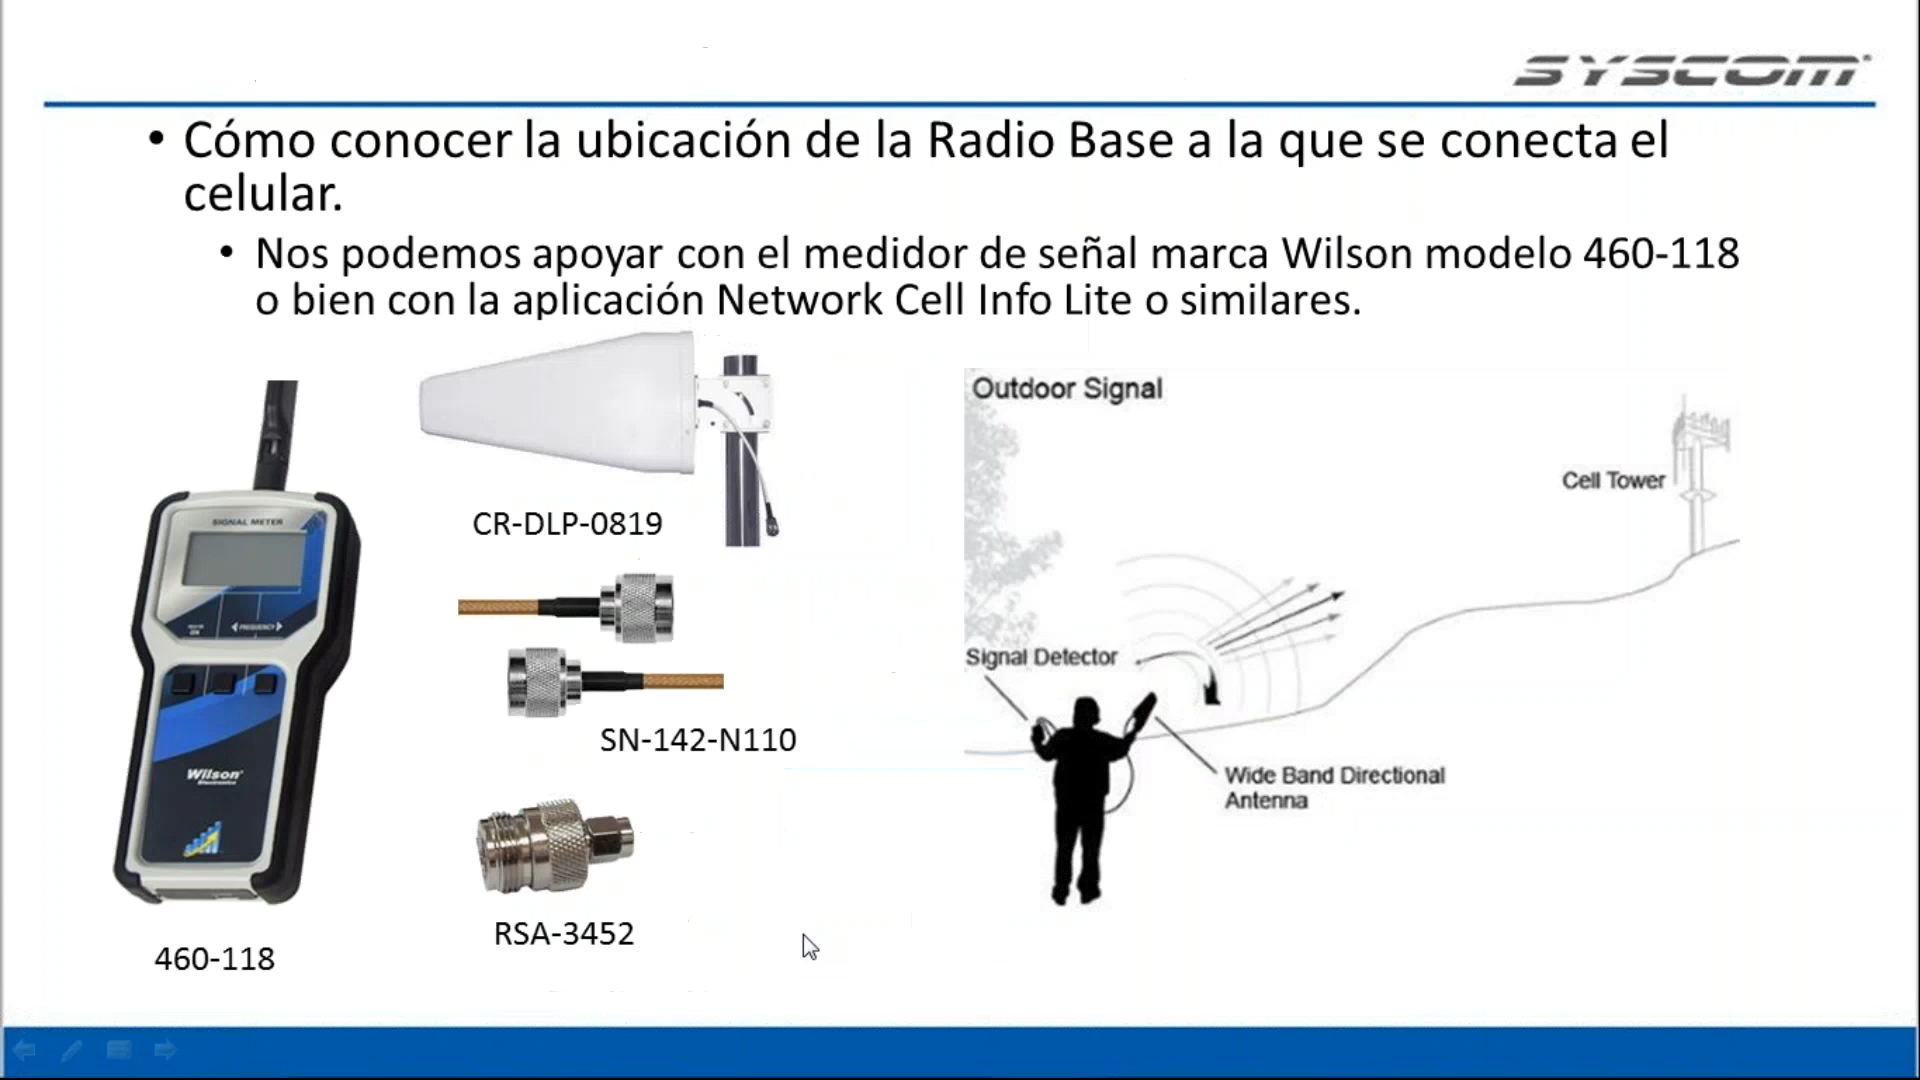 SYSCOM
• Cómo conocer la ubicación de la Radio Base a la que se conecta el
celular.
• Nos podemos apoyar con el medidor de señal marca Wilson modelo 460-118
o bien con la aplicación Network Cell Info Lite o similares.
SIGNAL METER
FREQUENCY
Wilson
Electronics
460-118
CR-DLP-0819
SN-142-N110
RSA-3452
Outdoor Signal
Cell Tower
Signal Detector
Wide Band Directional
Antenna